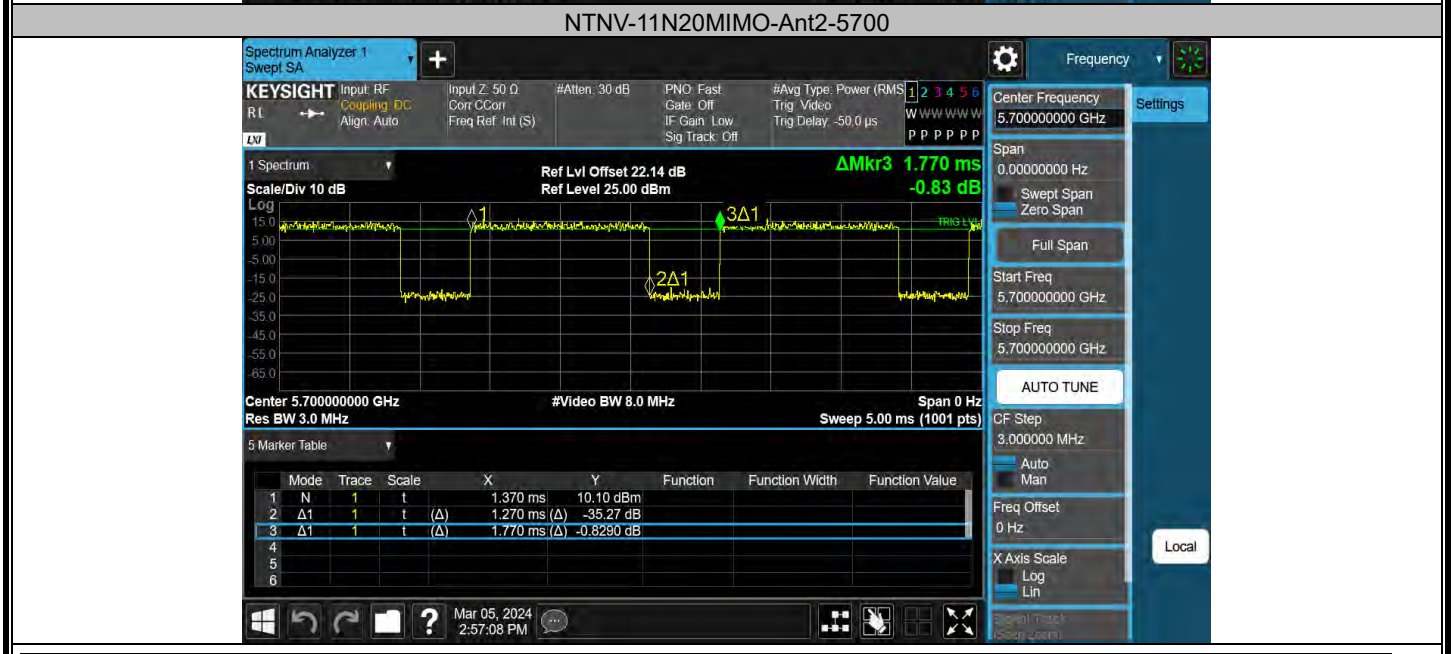 NTNV-11N20MIMO-Ant2-5700
Spectrum Analyzer 1
Swept SA
Frequency
KEYSIGHT Input: RF Input Z: 50 Ω #Atten: 30 dB PNO: Fast #Avg Type: Power (RMS 1 2 3 4 5 6
RL Coupling: DC Corr CCorr Gate: Off Trig: Video W W W W W W
Align: Auto Freq Ref: Int (S) IF Gain: Low Trig Delay: -50.0 µs
LXI Sig Track: Off P P P P P P
Center Frequency
5.700000000 GHz
Settings
1 Spectrum
Ref Lvl Offset 22.14 dB
ΔMkr3 1.770 ms
Scale/Div 10 dB
Ref Level 25.00 dBm
-0.83 dB
Log
15.0
5.00
-5.00
-15.0
-25.0
-35.0
-45.0
-55.0
-65.0
1
3Δ1
TRIG LVL
2Δ1
Center 5.700000000 GHz #Video BW 8.0 MHz Span 0 Hz
Res BW 3.0 MHz Sweep 5.00 ms (1001 pts)
Span
0.00000000 Hz
Swept Span
Zero Span
Full Span
Start Freq
5.700000000 GHz
Stop Freq
5.700000000 GHz
AUTO TUNE
CF Step
3.000000 MHz
Auto
Man
Freq Offset
0 Hz
X Axis Scale
Log
Lin
Signal Track
Local
5 Marker Table
Mode Trace Scale X Y Function Function Width Function Value
1 N 1 t 1.370 ms 10.10 dBm
2 Δ1 1 t (Δ) 1.270 ms (Δ) -35.27 dB
3 Δ1 1 t (Δ) 1.770 ms (Δ) -0.8290 dB
4
5
6
?
Mar 05, 2024
2:57:08 PM